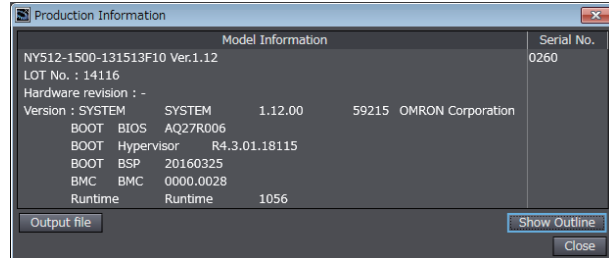 Production Information
Model Information Serial No.
NY512-1500-131513F10 Ver.1.12 0260
LOT No. : 14116
Hardware revision : -
Version : SYSTEM SYSTEM 1.12.00 59215 OMRON Corporation
BOOT BIOS AQ27R006
BOOT Hypervisor R4.3.01.18115
BOOT BSP 20160325
BMC BMC 0000.0028
Runtime Runtime 1056
Output file Show Outline
Close